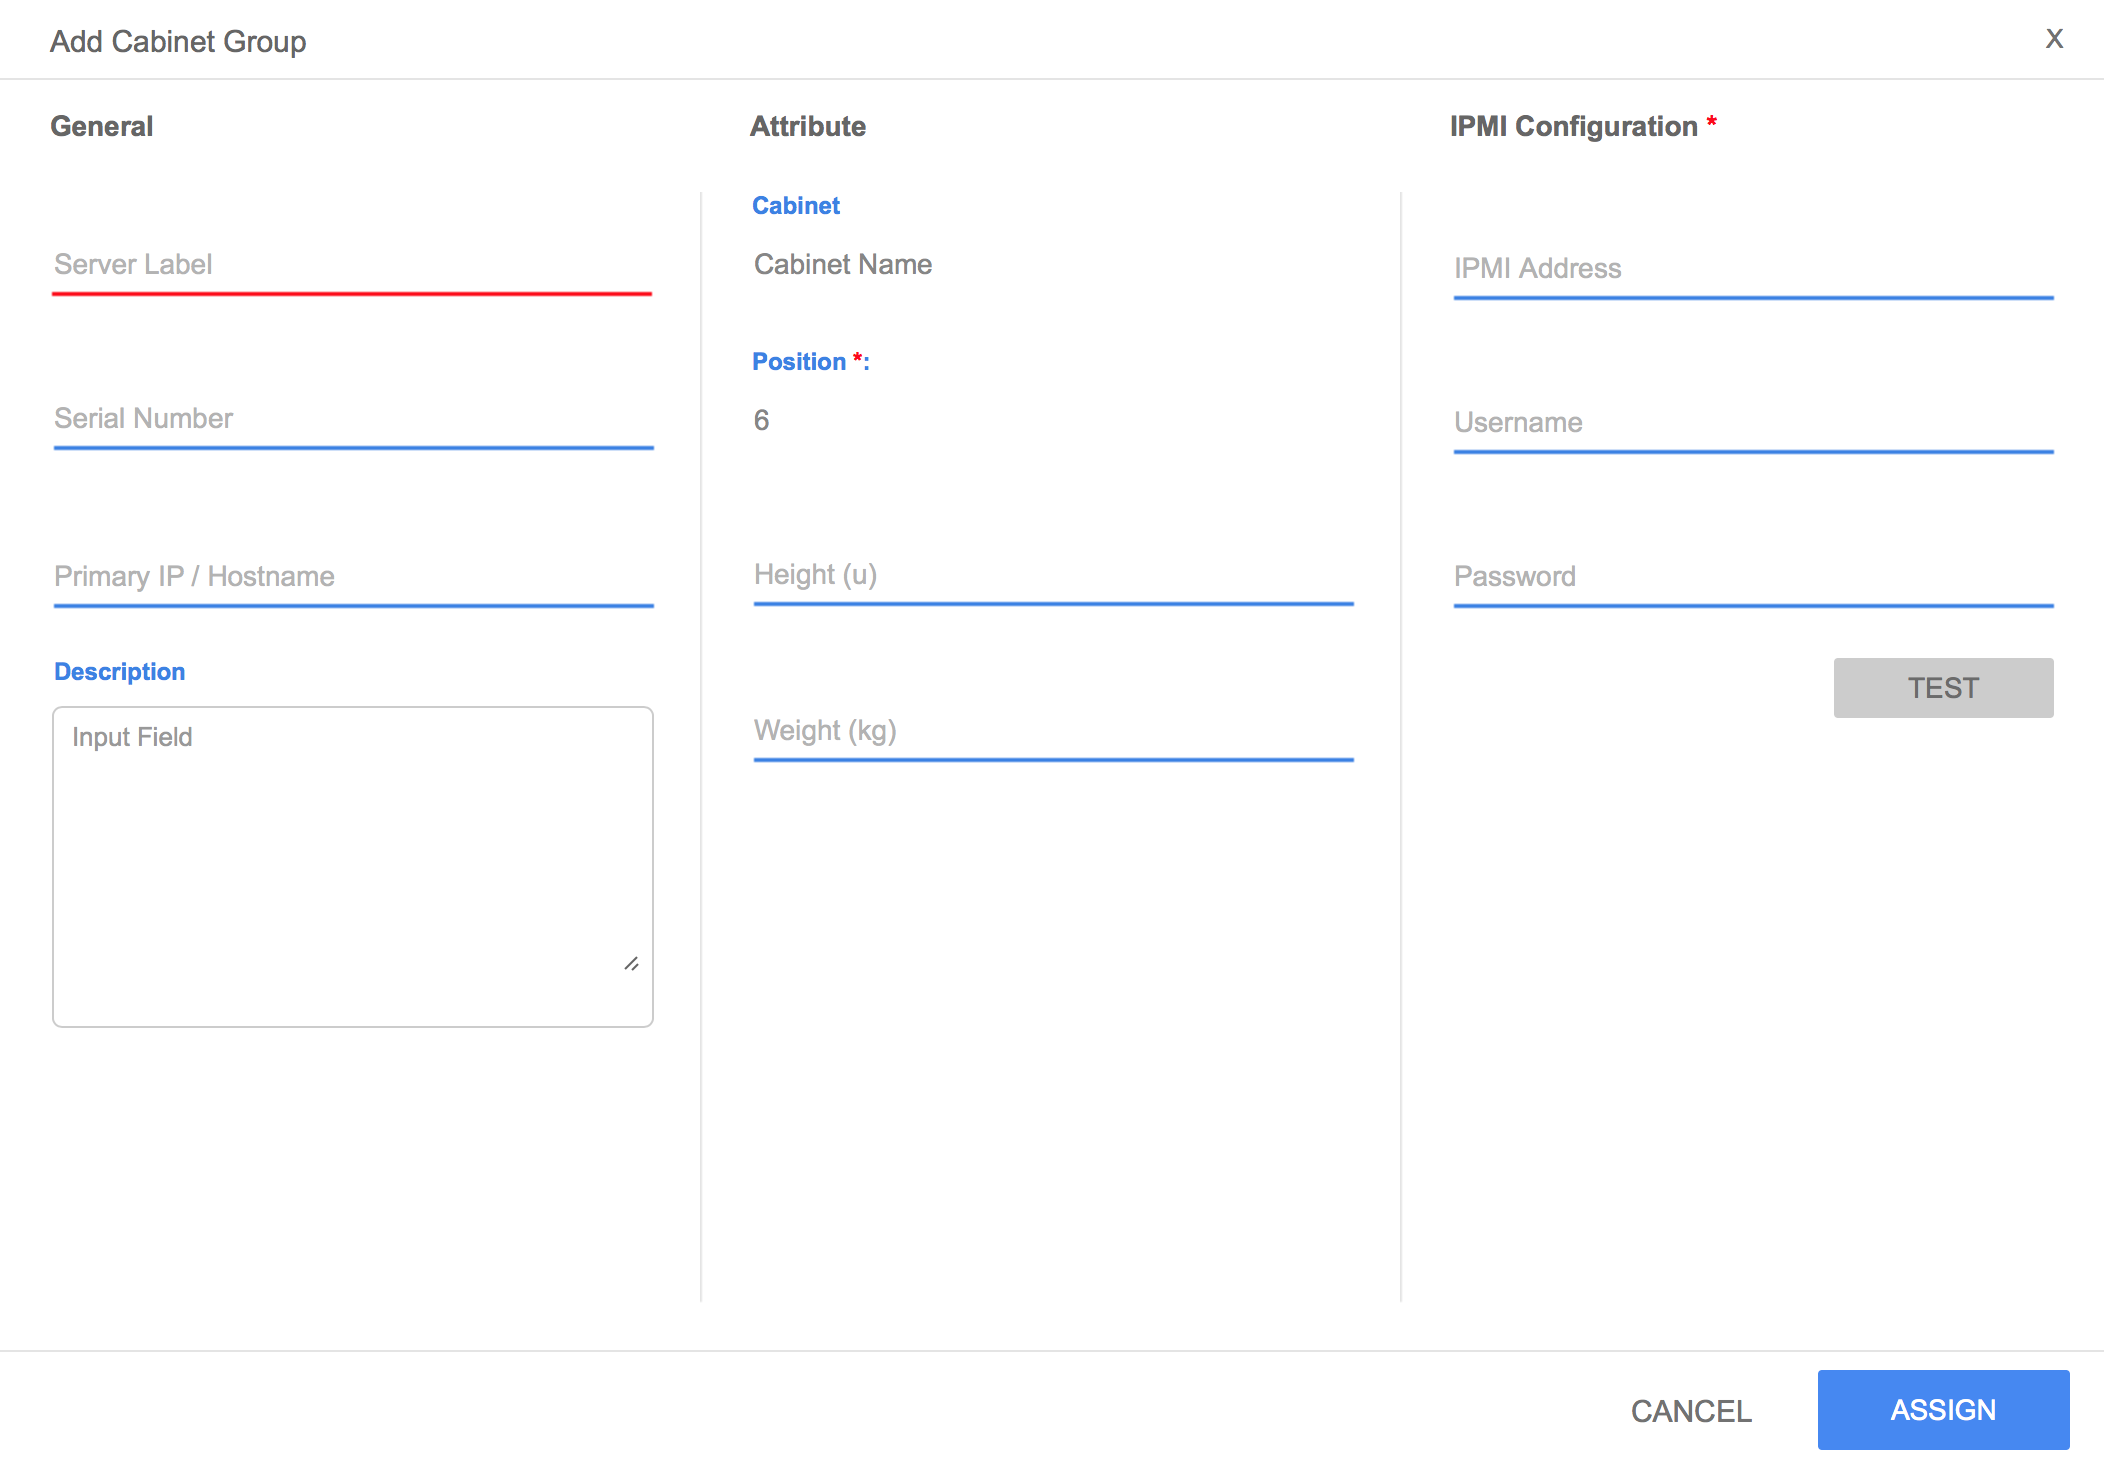 Add Cabinet Group
X
General
Server Label
Serial Number
Primary IP / Hostname
Description
Input Field
Attribute
Cabinet
Cabinet Name
Position *:
6
Height (u)
Weight (kg)
IPMI Configuration *
IPMI Address
Username
Password
TEST
CANCEL
ASSIGN